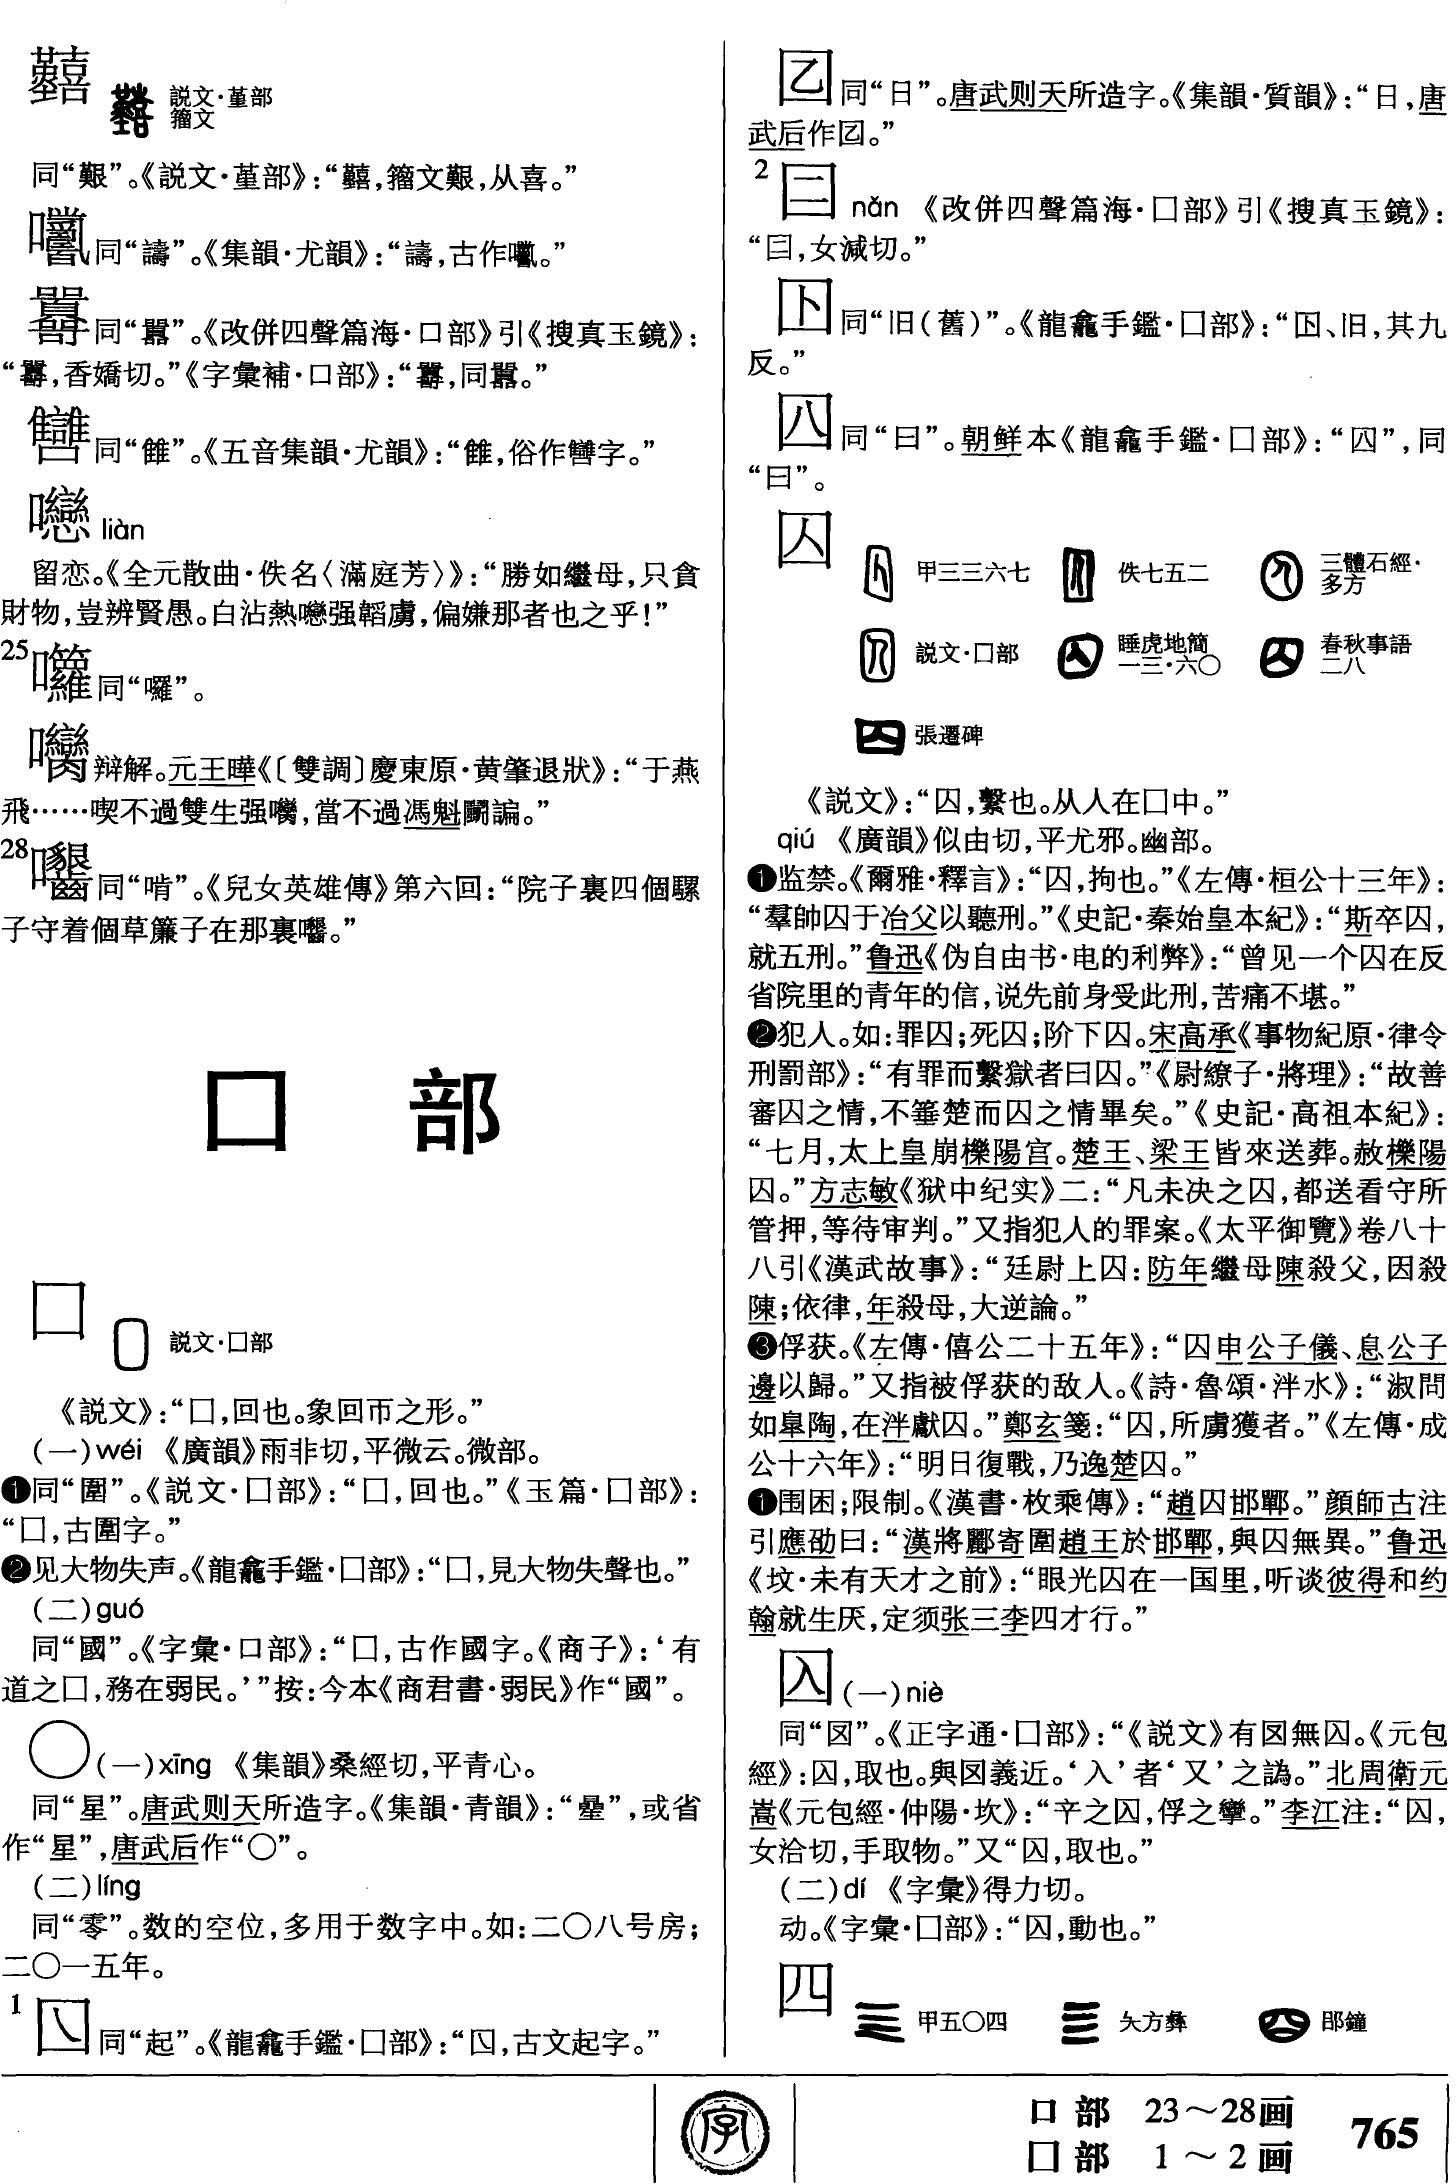 囏 説文·堇部
籀文
同“艱”。《説文·堇部》:“囏,籀文艱,从喜。”
同“譸”。《集韻·尤韻》:“譸,古作。”
同“囂”。《改併四聲篇海·口部》引《搜真玉鏡》:
“,香嬌切。”《字彙補·口部》:“,同囂。”
同“雔”。《五音集韻·尤韻》:“,俗作字。”
戀 liàn
留恋。《全元散曲·佚名〈滿庭芳〉》:“勝如繼母,只貪
財物,豈辨賢愚。白沾熱强韜虜,偏嫌那者也之乎!”
25
囉 同“囉”。
辩解。元王曄《〔雙調〕慶東原·黄肇退狀》:“于燕
飛……喫不過雙生强,當不過馮魁鬭諞。”
28
同“啃”。《兒女英雄傳》第六回:“院子裏四個騾
子守着個草簾子在那裏。”
囗 部
囗 説文·囗部
《説文》:“囗,回也。象回帀之形。”
(一)wéi 《廣韻》雨非切,平微云。微部。
❶同“圍”。《説文·囗部》:“囗,回也。”《玉篇·囗部》:
“囗,古圍字。”
❷见大物失声。《龍龕手鑑·囗部》:“囗,見大物失聲也。”
(二)guó
同“國”。《字彙·口部》:“囗,古作國字。《商子》:‘有
道之囗,務在弱民。’”按:今本《商君書·弱民》作“國”。
〇(一)xīng 《集韻》桑經切,平青心。
同“星”。唐武则天所造字。《集韻·青韻》:“曐”,或省
作“星”,唐武后作“〇”。
(二)líng
同“零”。数的空位,多用于数字中。如:二〇八号房;
二〇一五年。
1
同“起”。《龍龕手鑑·囗部》:“,古文起字。”
囜 同“日”。唐武则天所造字。《集韻·質韻》:“日,唐
武后作。”
2
nǎn 《改併四聲篇海·囗部》引《搜真玉鏡》:
“,女減切。”
同“旧(舊)”。《龍龕手鑑·囗部》:“、旧,其九
反。”
同“曰”。朝鲜本《龍龕手鑑·囗部》:“”,同
“曰”。
囚 甲三三六七 佚七五二 三體石經·
多方
説文·囗部 睡虎地簡
一三·六〇 春秋事語
二八
張遷碑
《説文》:“囚,繫也。从人在囗中。”
qiú 《廣韻》似由切,平尤邪。幽部。
❶监禁。《爾雅·釋言》:“囚,拘也。”《左傳·桓公十三年》:
“羣帥囚于冶父以聽刑。”《史記·秦始皇本紀》:“斯卒囚,
就五刑。”鲁迅《伪自由书·电的利弊》:“曾见一个囚在反
省院里的青年的信,说先前身受此刑,苦痛不堪。”
❷犯人。如:罪囚;死囚;阶下囚。宋高承《事物紀原·律令
刑罰部》:“有罪而繫獄者曰囚。”《尉繚子·將理》:“故善
審囚之情,不箠楚而囚之情畢矣。”《史記·高祖本紀》:
“七月,太上皇崩櫟陽宫。楚王、梁王皆來送葬。赦櫟陽
囚。”方志敏《狱中纪实》二:“凡未决之囚,都送看守所
管押,等待审判。”又指犯人的罪案。《太平御覽》卷八十
八引《漢武故事》:“廷尉上囚:防年繼母陳殺父,因殺
陳;依律,年殺母,大逆論。”
❸俘获。《左傳·僖公二十五年》:“囚申公子儀、息公子
邊以歸。”又指被俘获的敌人。《詩·魯頌·泮水》:“淑問
如皐陶,在泮獻囚。”鄭玄箋:“囚,所虜獲者。”《左傳·成
公十六年》:“明日復戰,乃逸楚囚。”
❶围困;限制。《漢書·枚乘傳》:“趙囚邯鄲。”顔師古注
引應劭曰:“漢將酈寄圍趙王於邯鄲,與囚無異。”鲁迅
《坟·未有天才之前》:“眼光囚在一国里,听谈彼得和约
翰就生厌,定须张三李四才行。”
(一)niè
同“㘝”。《正字通·囗部》:“《説文》有㘝無囚。《元包
經》:囚,取也。與㘝義近。‘入’者‘又’之譌。”北周衛元
嵩《元包經·仲陽·坎》:“辛之囚,俘之孿。”李江注:“囚,
女洽切,手取物。”又“囚,取也。”
(二)dí 《字彙》得力切。
动。《字彙·囗部》:“囚,動也。”
四 甲五〇四 夨方彝 郘鐘
字
口部 23～28画
囗部 1～2画
765